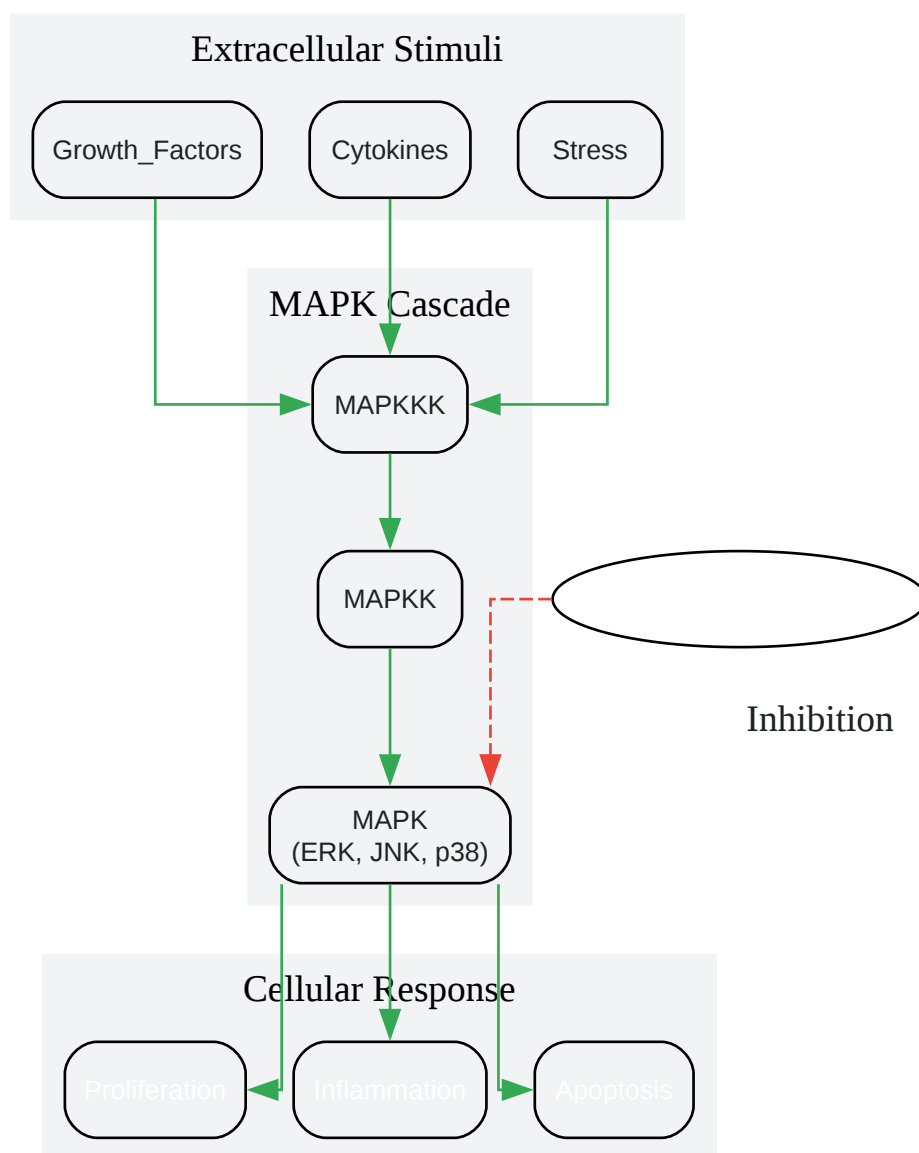 Extracellular Stimuli
Growth_Factors
Cytokines
Stress
MAPK Cascade
MAPKKK
MAPKK
Inhibition
MAPK
(ERK, JNK, p38)
Cellular Response
Proliferation
Inflammation
Apoptosis